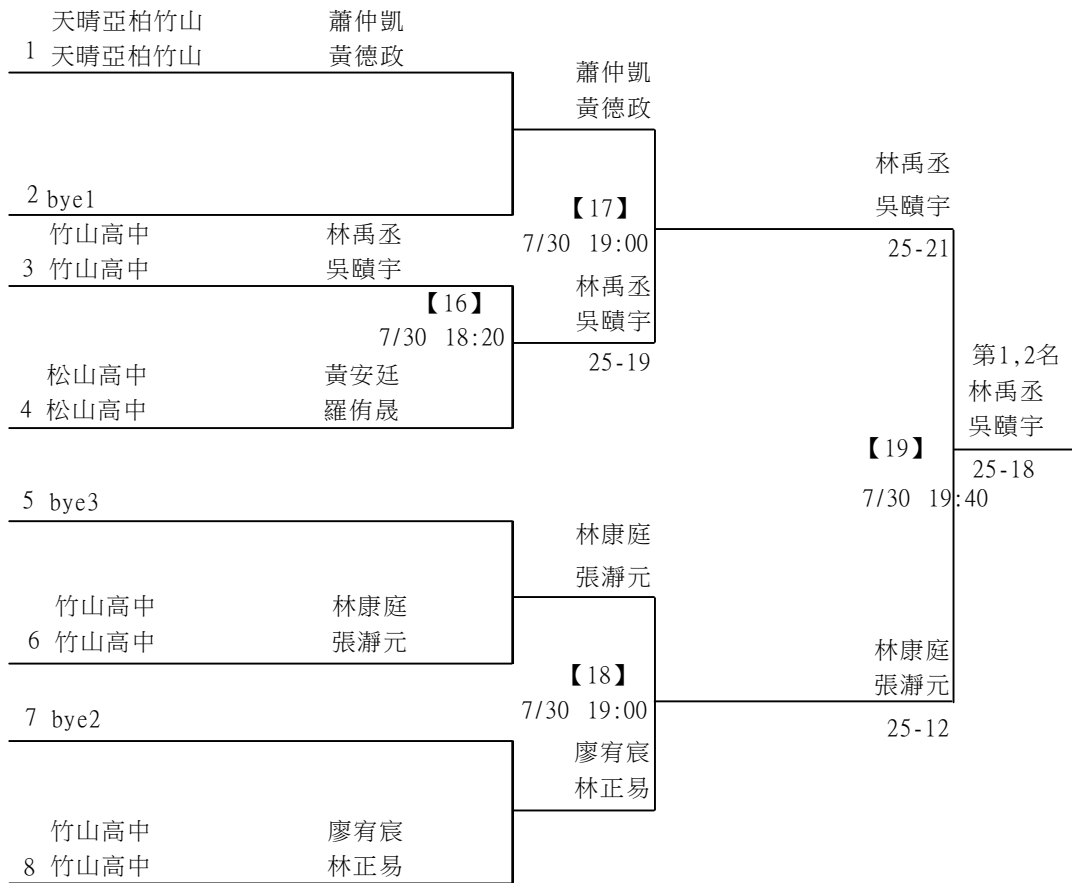 天晴亞柏竹山 蕭仲凱
1 天晴亞柏竹山 黃德政
蕭仲凱
黃德政
林禹丞
2 bye1
吳賾宇
【17】
竹山高中 林禹丞
7/30 19:00
25-21
3 竹山高中 吳賾宇
林禹丞
【16】
吳賾宇
7/30 18:20
25-19
第1,2名
松山高中 黃安廷
林禹丞
4 松山高中 羅侑晟
吳賾宇
【19】
25-18
7/30 19:40
5 bye3
林康庭
張瀞元
竹山高中 林康庭
6 竹山高中 張瀞元
林康庭
【18】
張瀞元
7 bye2
7/30 19:00
25-12
廖宥宸
林正易
竹山高中 廖宥宸
8 竹山高中 林正易